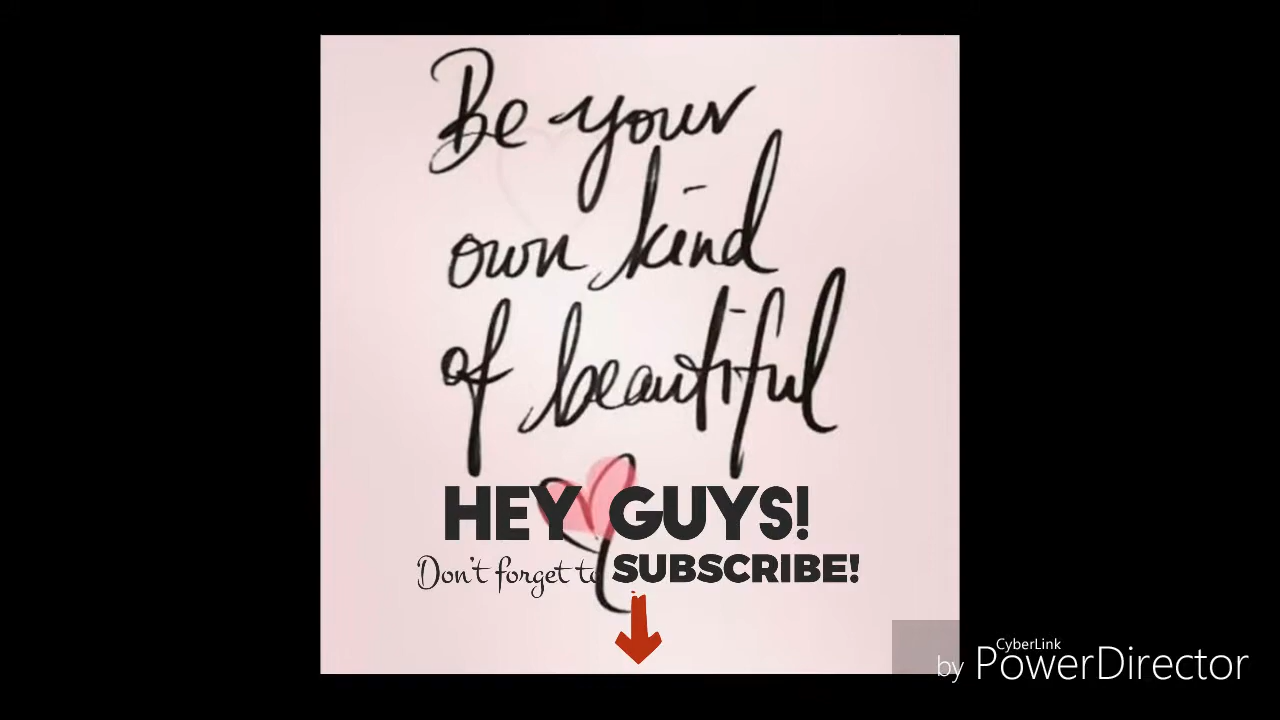 Be your
own kind
of beautiful
HEY GUYS!
Don't forget to SUBSCRIBE!
CyberLink
by PowerDirector